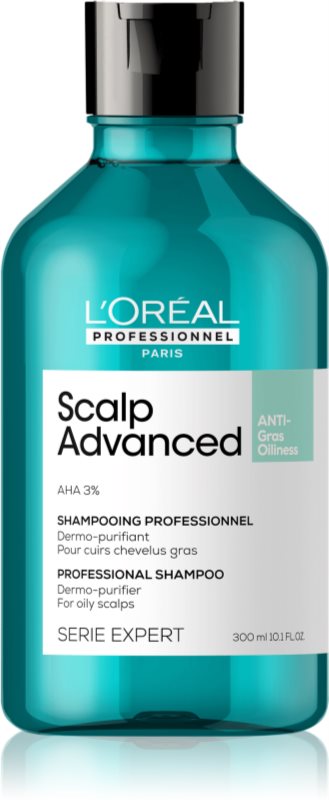 L'ORÉAL
PROFESSIONNEL
PARIS
Scalp
Advanced
ANTI-
Gras
Oiliness
AHA 3%
SHAMPOOING PROFESSIONNEL
Dermo-purifiant
Pour cuirs chevelus gras
PROFESSIONAL SHAMPOO
Dermo-purifier
For oily scalps
SERIE EXPERT
300 ml 10.1 FL.OZ.